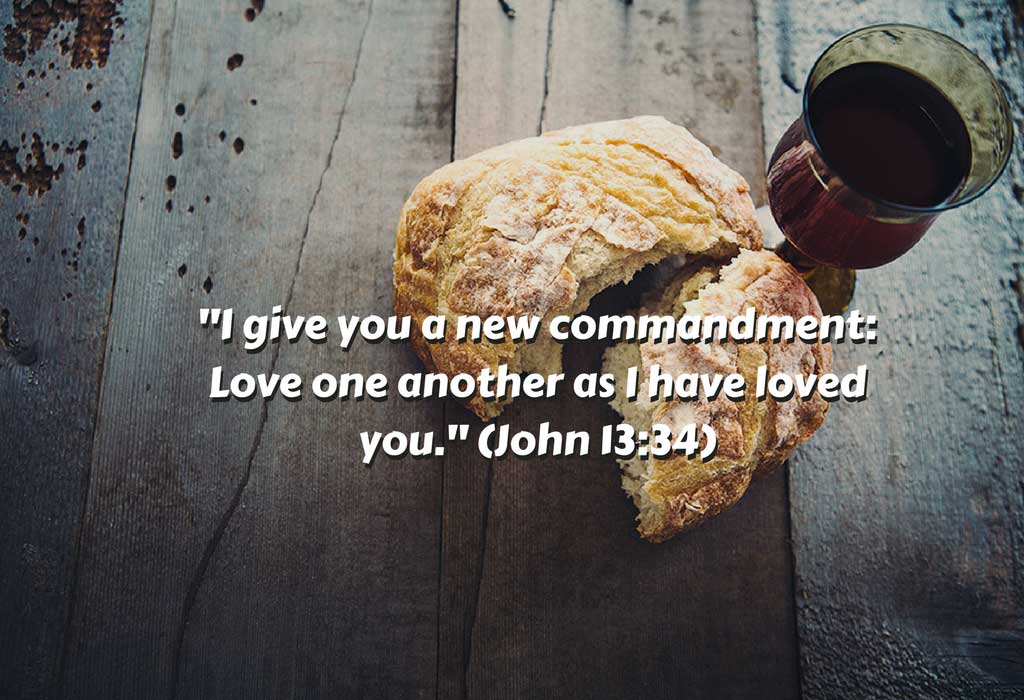 "I give you a new commandment:
Love one another as I have loved
you." (John 13:34)